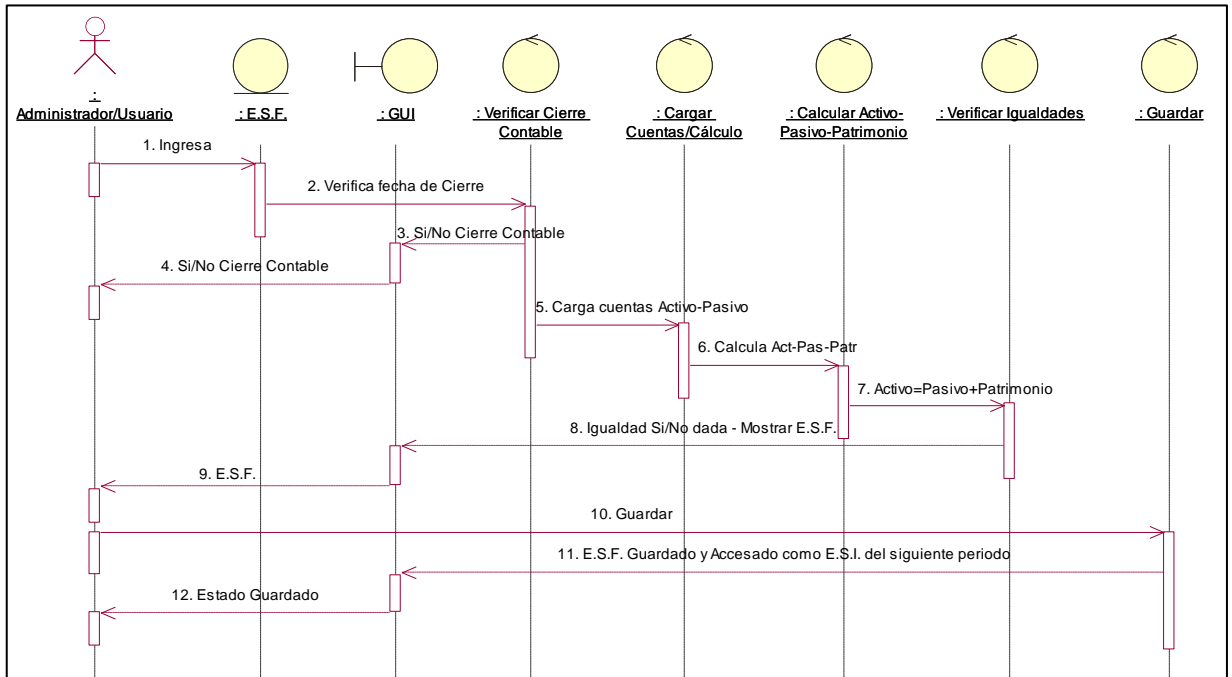 :
Administrador/Usuario
: E.S.F.
: GUI
: Verificar Cierre
Contable
: Cargar
Cuentas/Cálculo
: Calcular Activo-
Pasivo-Patrimonio
: Verificar Igualdades
: Guardar
1. Ingresa
2. Verifica fecha de Cierre
3. Si/No Cierre Contable
4. Si/No Cierre Contable
5. Carga cuentas Activo-Pasivo
6. Calcula Act-Pas-Patr
7. Activo=Pasivo+Patrimonio
8. Igualdad Si/No dada - Mostrar E.S.F.
9. E.S.F.
10. Guardar
11. E.S.F. Guardado y Accesado como E.S.I. del siguiente periodo
12. Estado Guardado